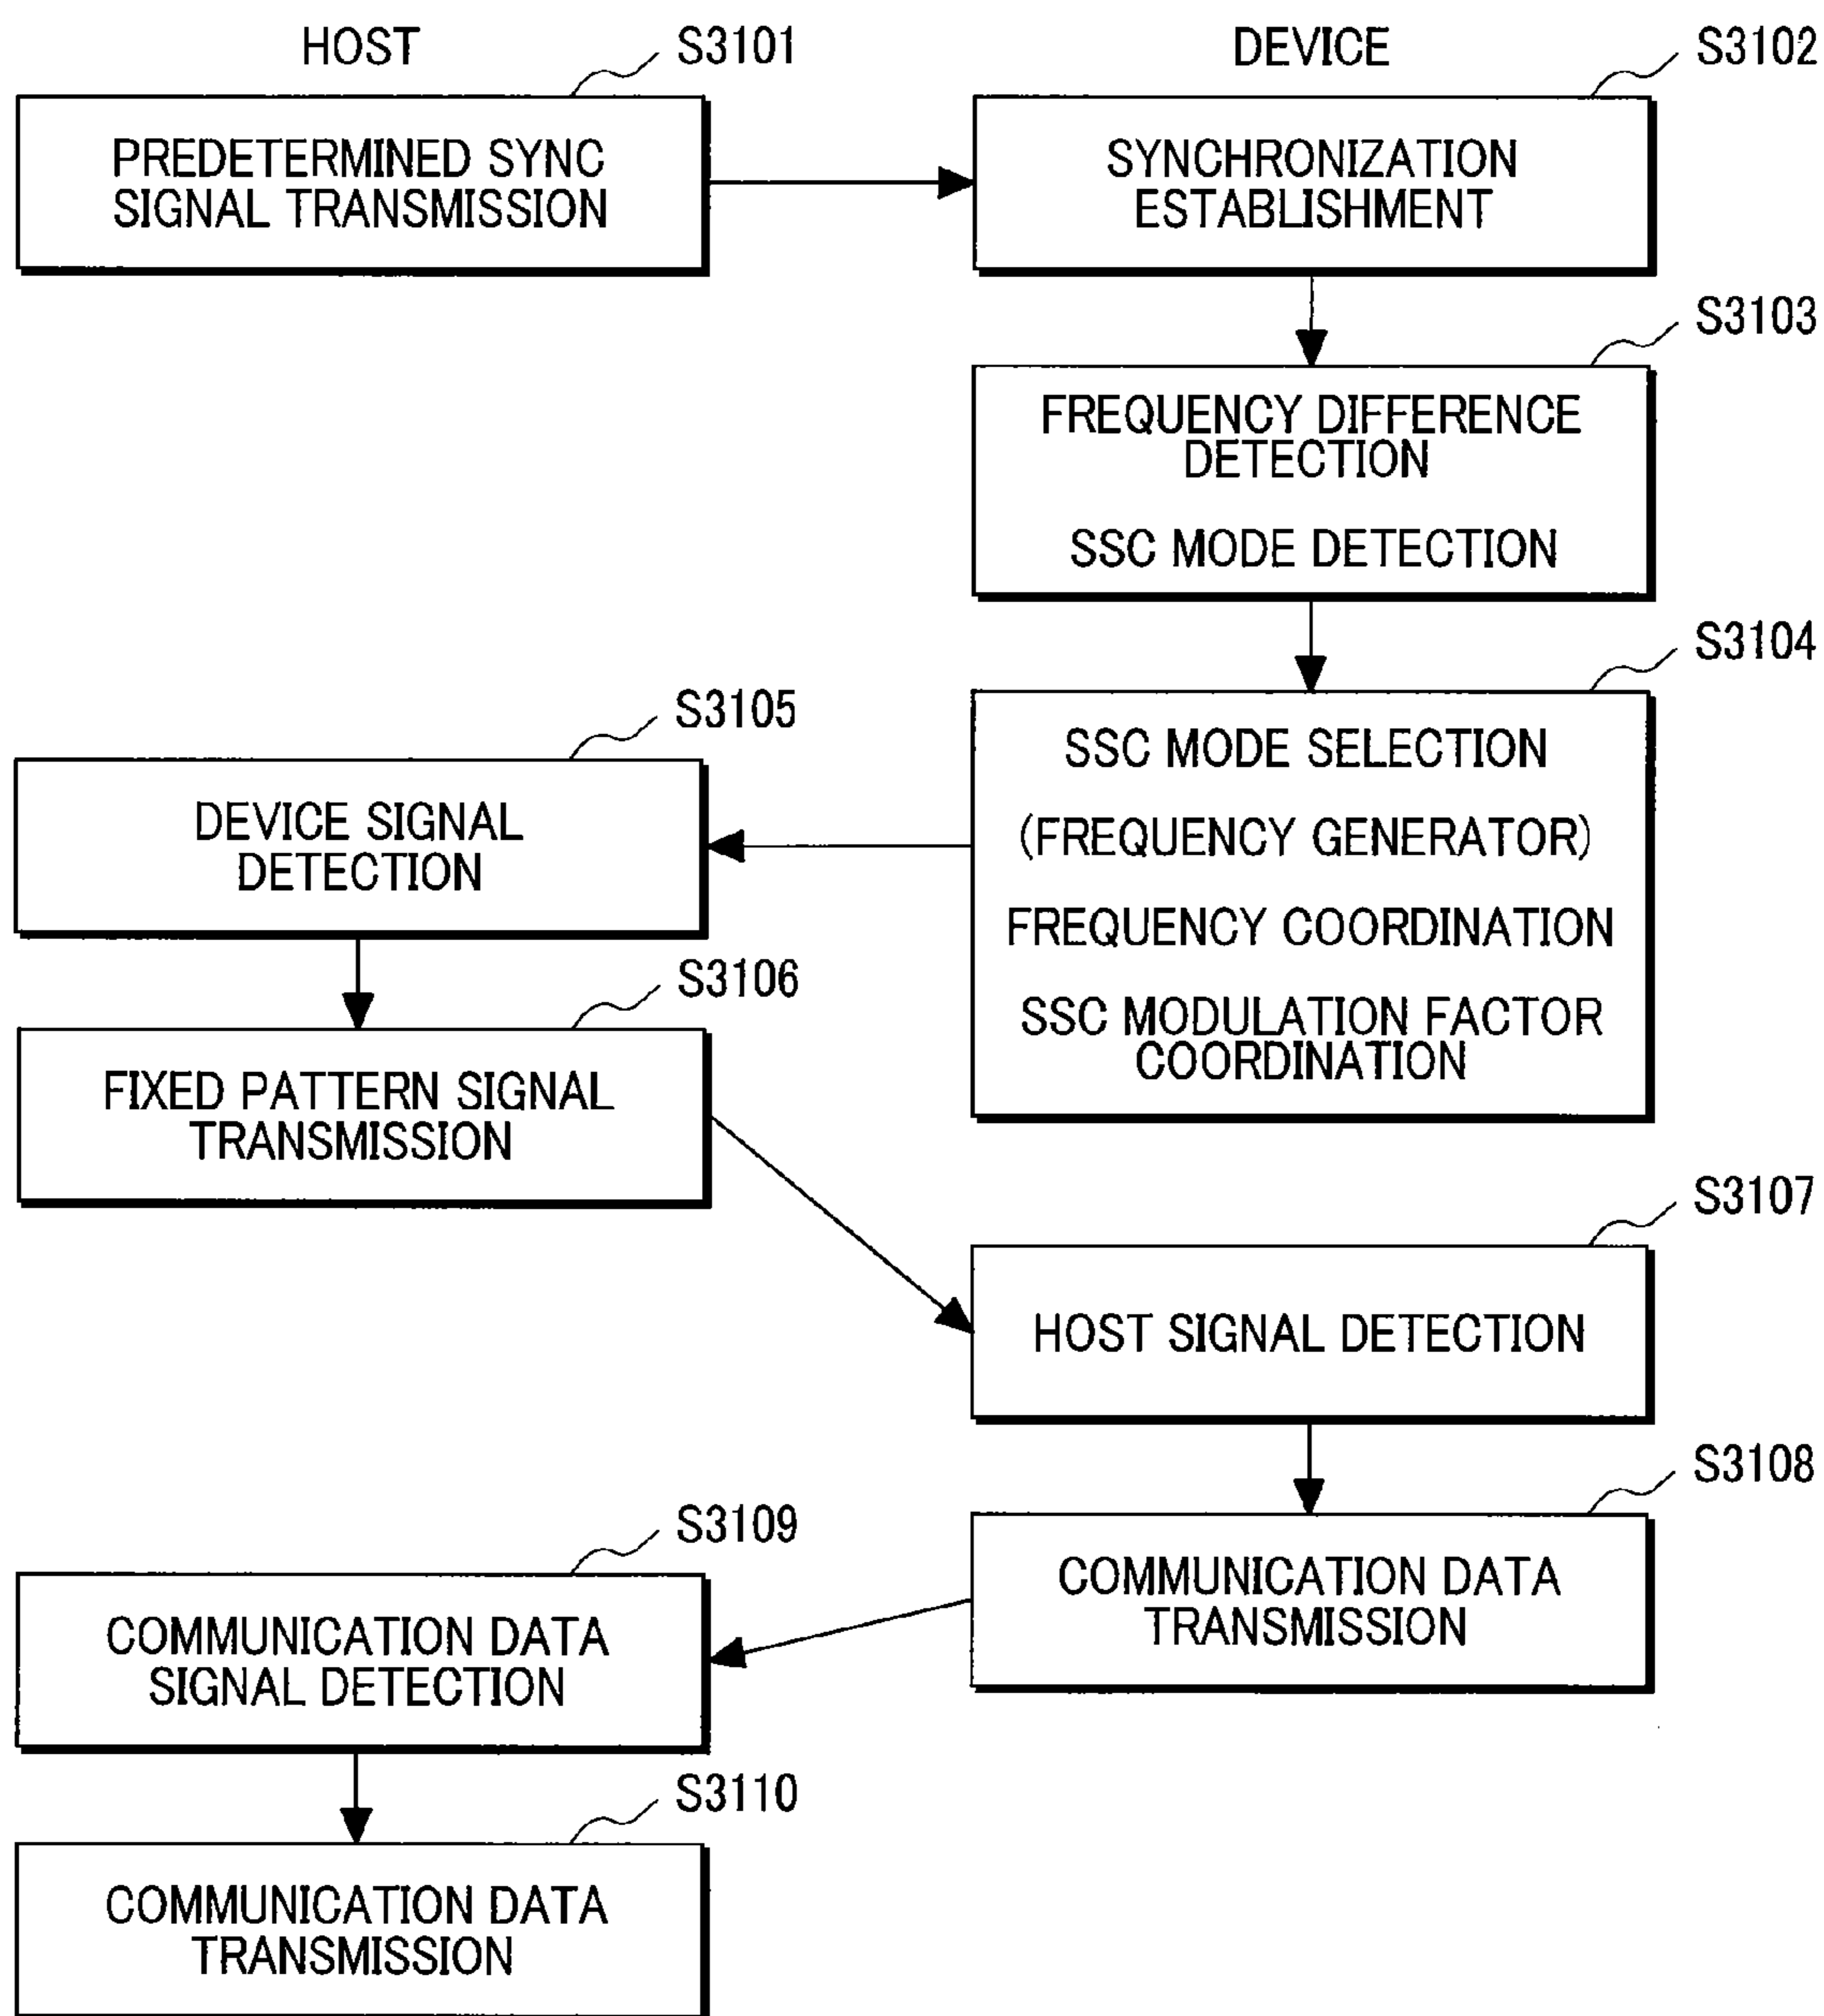 HOST
S3101
DEVICE
S3102
PREDETERMINED SYNC
SIGNAL TRANSMISSION
SYNCHRONIZATION
ESTABLISHMENT
S3103
FREQUENCY DIFFERENCE
DETECTION
SSC MODE DETECTION
S3104
SSC MODE SELECTION
(FREQUENCY GENERATOR)
FREQUENCY COORDINATION
SSC MODULATION FACTOR
COORDINATION
S3105
DEVICE SIGNAL
DETECTION
S3106
FIXED PATTERN SIGNAL
TRANSMISSION
S3107
HOST SIGNAL DETECTION
S3108
COMMUNICATION DATA
TRANSMISSION
S3109
COMMUNICATION DATA
SIGNAL DETECTION
S3110
COMMUNICATION DATA
TRANSMISSION